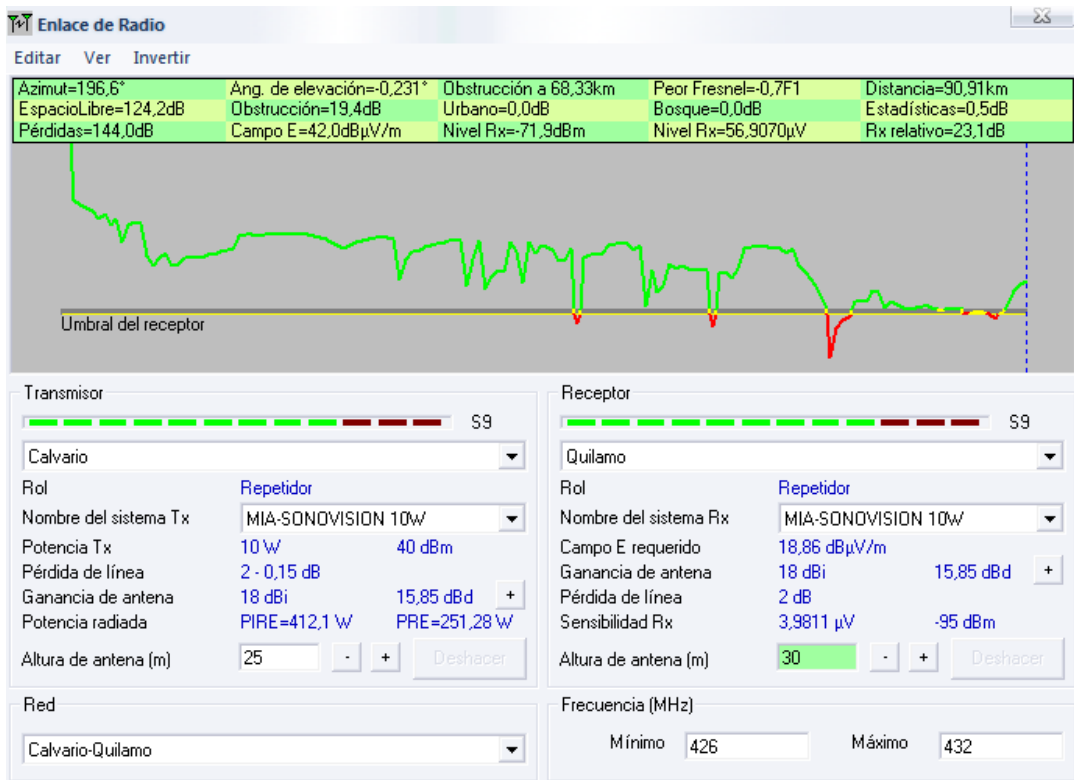 Enlace de Radio
Editar Ver Invertir
Azimut=196,6° Ang. de elevación=-0,231° Obstrucción a 68,33km Peor Fresnel=-0,7F1 Distancia=90,91km
EspacioLibre=124,2dB Obstrucción=19,4dB Urbano=0,0dB Bosque=0,0dB Estadísticas=0,5dB
Pérdidas=144,0dB Campo E=42,0dBµV/m Nivel Rx=-71,9dBm Nivel Rx=56,9070µV Rx relativo=23,1dB
Umbral del receptor
Transmisor
S9
Calvario
Rol Repetidor
Nombre del sistema Tx MIA-SONOVISION 10W
Potencia Tx 10 W 40 dBm
Pérdida de línea 2 - 0,15 dB
Ganancia de antena 18 dBi 15,85 dBd +
Potencia radiada PIRE=412,1 W PRE=251,28 W
Altura de antena (m) 25 - + Deshacer
Red
Calvario-Quilamo
Receptor
S9
Quilamo
Rol Repetidor
Nombre del sistema Rx MIA-SONOVISION 10W
Campo E requerido 18,86 dBµV/m
Ganancia de antena 18 dBi 15,85 dBd +
Pérdida de línea 2 dB
Sensibilidad Rx 3,9811 µV -95 dBm
Altura de antena (m) 30 - + Deshacer
Frecuencia (MHz)
Mínimo 426 Máximo 432